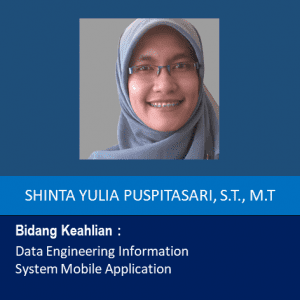 SHINTA YULIA PUSPITASARI, S.T., M.T
Bidang Keahlian :
Data Engineering Information
System Mobile Application